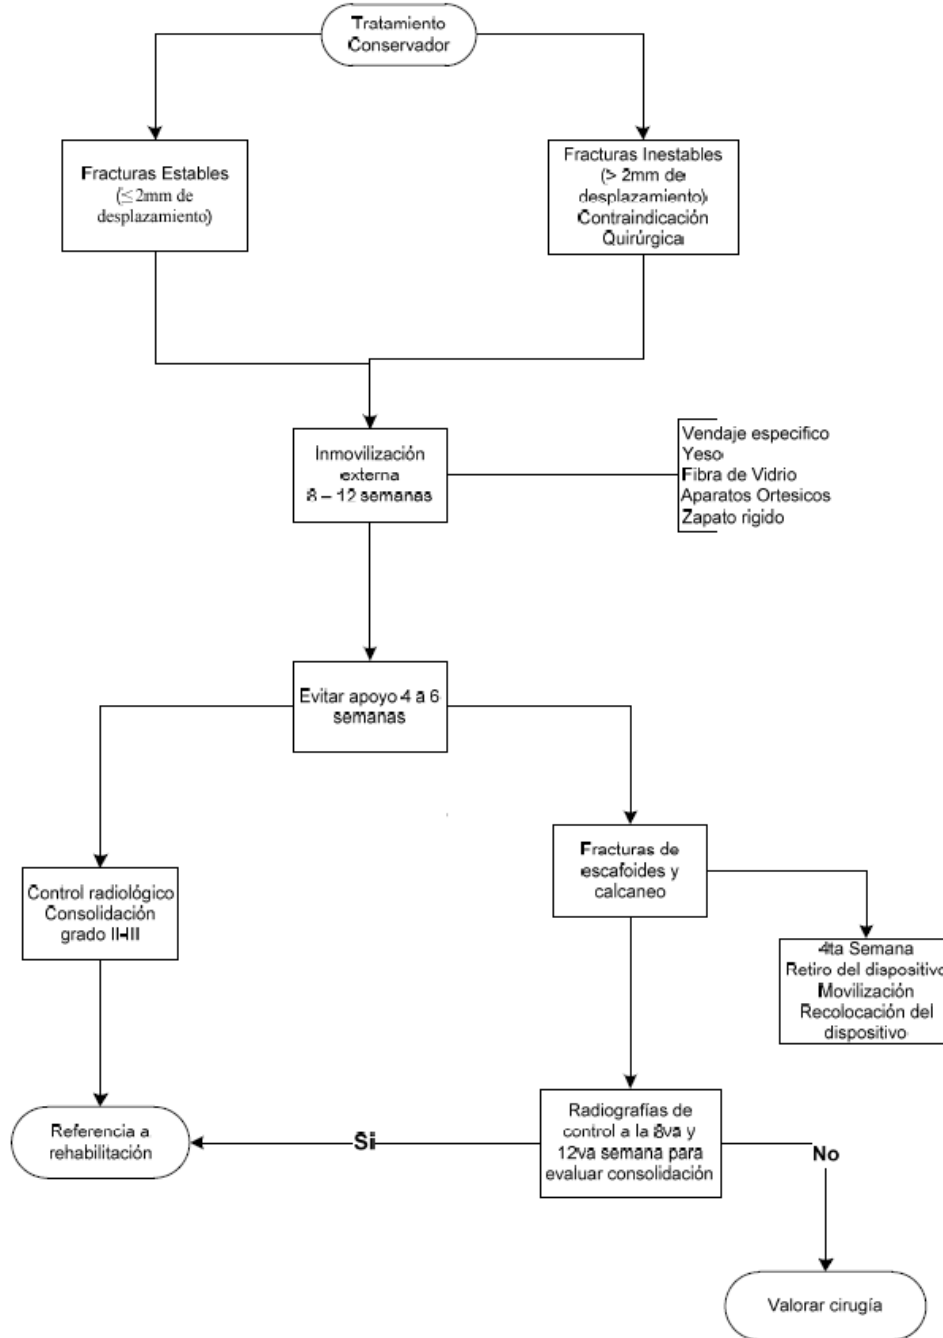 Tratamiento
Conservador
Fracturas Estables
(≤2mm de
desplazamiento)
Fracturas Inestables
(> 2mm de
desplazamiento)
Contraindicación
Quirúrgica
Inmovilización
externa
8 – 12 semanas
Vendaje especifico
Yeso
Fibra de Vidrio
Aparatos Ortesicos
Zapato rigido
Evitar apoyo 4 a 6
semanas
Control radiológico
Consolidación
grado II-III
Fracturas de
escafoides y
calcaneo
4ta Semana
Retiro del dispositivo
Movilización
Recolocación del
dispositivo
Referencia a
rehabilitación
Si
Radiografías de
control a la 8va y
12va semana para
evaluar consolidación
No
Valorar cirugía